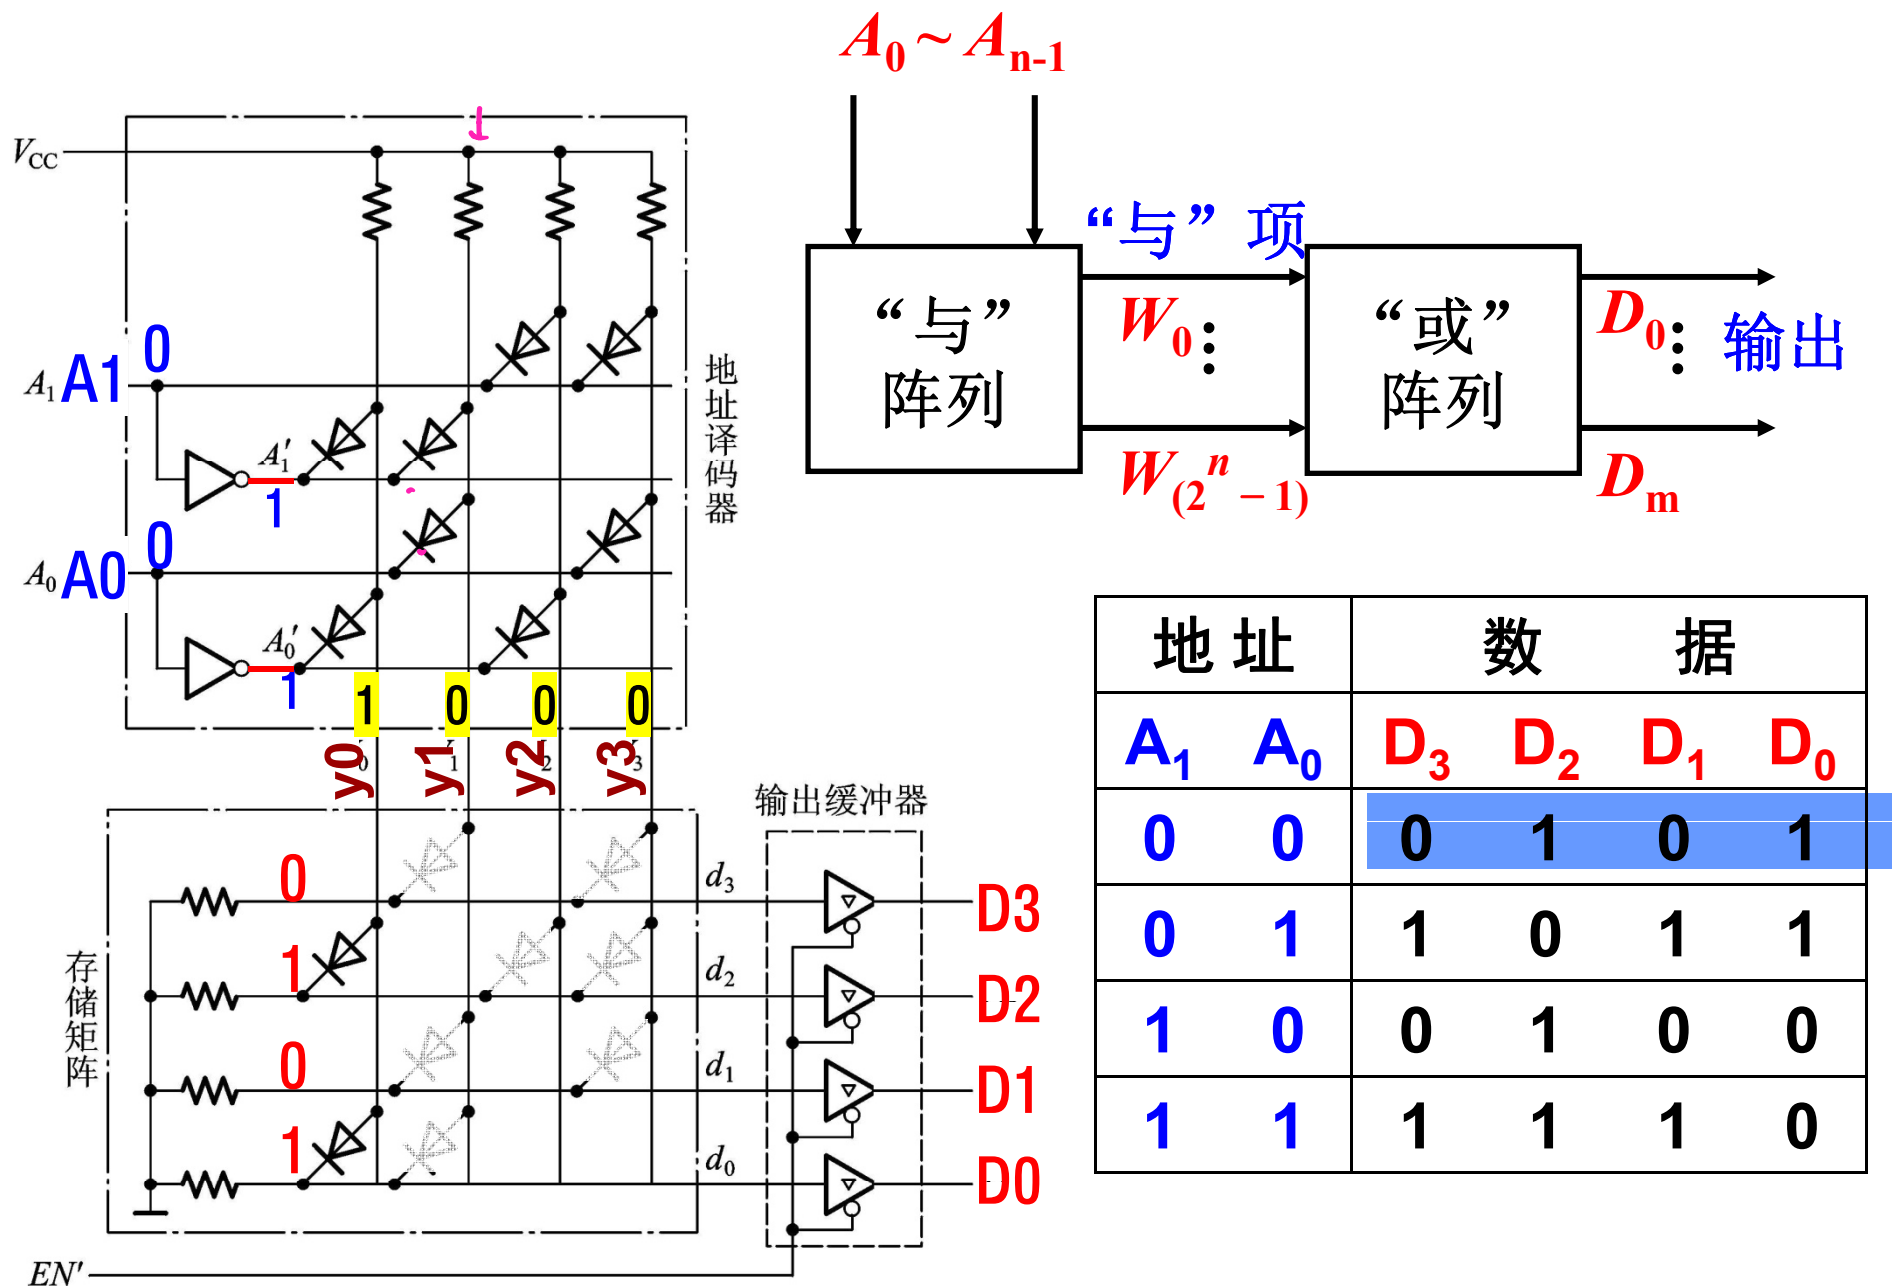 A0 ~ An-1
1
VCC
“与” 项
“与”
阵列
“或”
阵列
W0
D0
输出
W(2^n − 1)
Dm
地址译码器
A1 A1 0
A1′
1
A0 A0 0
A0′
1
1 0 0 0
y0 y1 y2 y3
输出缓冲器
存储矩阵
0 d3 D3
1 d2 D2
0 d1 D1
1 d0 D0
EN′
地 址 数 据
A1 A0 D3 D2 D1 D0
0 0 0 1 0 1
0 1 1 0 1 1
1 0 0 1 0 0
1 1 1 1 1 0